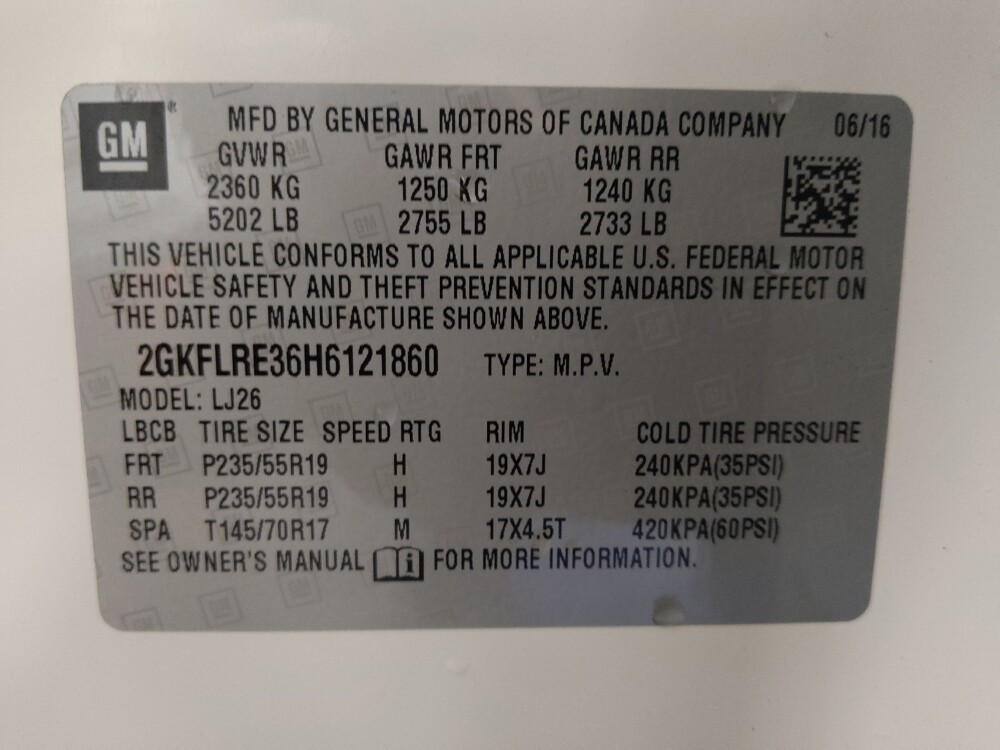 GM ® MFD BY GENERAL MOTORS OF CANADA COMPANY 06/16
GVWR GAWR FRT GAWR RR
2360 KG 1250 KG 1240 KG
5202 LB 2755 LB 2733 LB
THIS VEHICLE CONFORMS TO ALL APPLICABLE U.S. FEDERAL MOTOR
VEHICLE SAFETY AND THEFT PREVENTION STANDARDS IN EFFECT ON
THE DATE OF MANUFACTURE SHOWN ABOVE.
2GKFLRE36H6121860 TYPE: M.P.V.
MODEL: LJ26
LBCB TIRE SIZE SPEED RTG RIM COLD TIRE PRESSURE
FRT P235/55R19 H 19X7J 240KPA(35PSI)
RR P235/55R19 H 19X7J 240KPA(35PSI)
SPA T145/70R17 M 17X4.5T 420KPA(60PSI)
SEE OWNER'S MANUAL i FOR MORE INFORMATION.